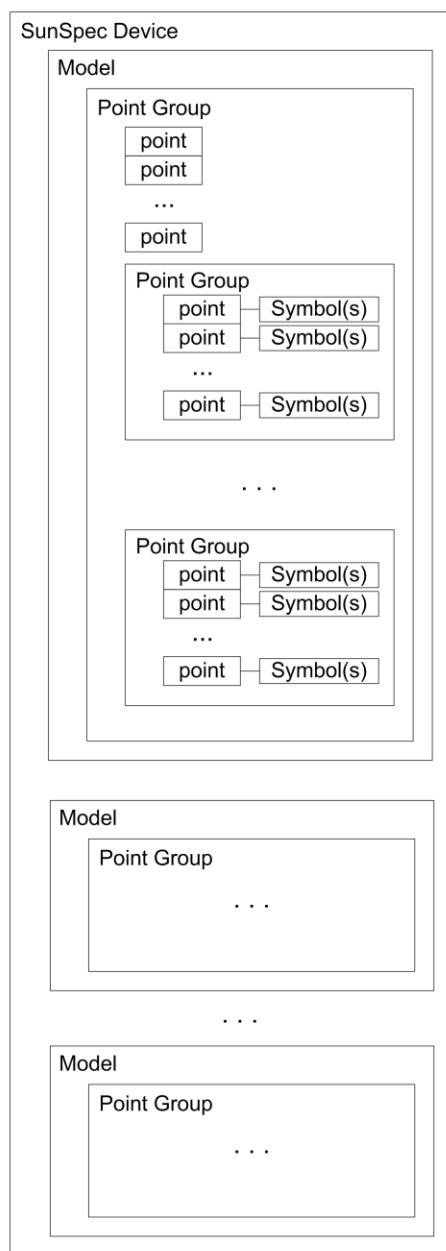 SunSpec Device
Model
Point Group
point
point
...
point
Point Group
point Symbol(s)
point Symbol(s)
...
point Symbol(s)
. . .
Point Group
point Symbol(s)
point Symbol(s)
...
point Symbol(s)
Model
Point Group
. . .
. . .
Model
Point Group
. . .